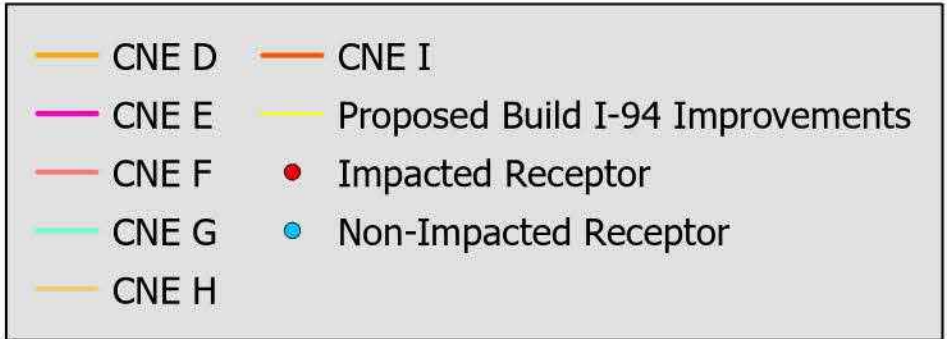 CNE D
CNE E
CNE F
CNE G
CNE H
CNE I
Proposed Build I-94 Improvements
Impacted Receptor
Non-Impacted Receptor